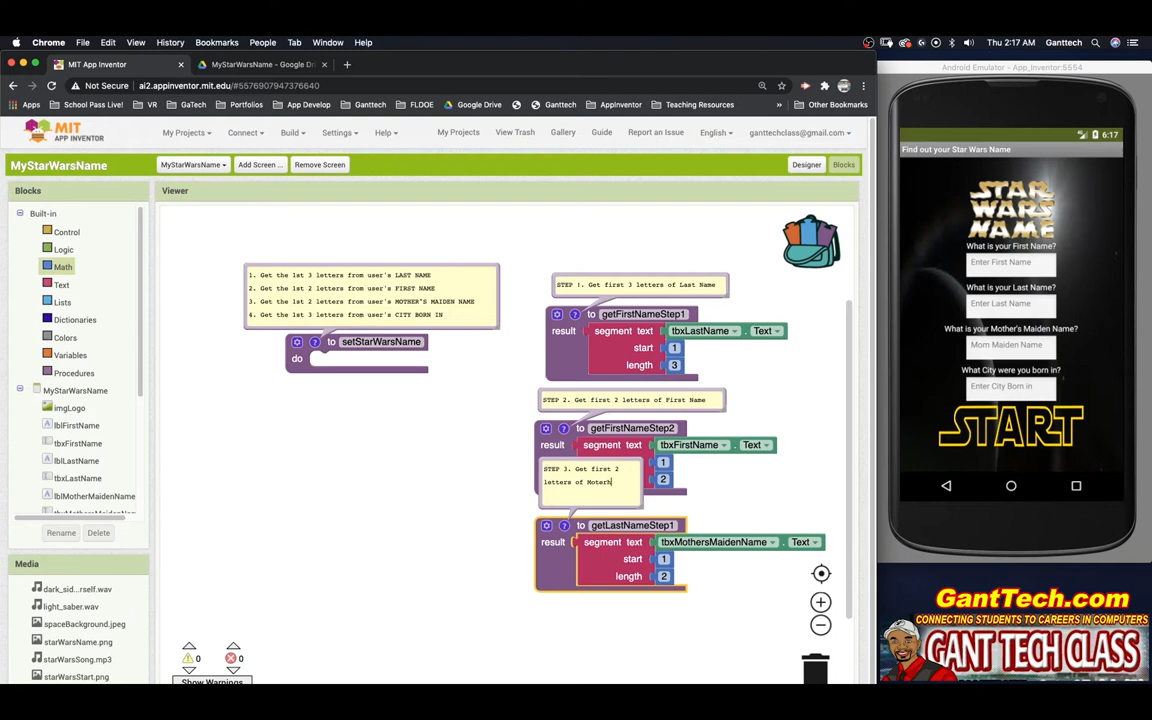 Chrome File Edit View History Bookmarks People Tab Window Help
Thu 2:17 AM Ganttech
MIT App Inventor
MyStarWarsName - Google Dri
Android Emulator - App_Inventor:5554
Not Secure | ai2.appinventor.mit.edu/#5576907947376640
Apps School Pass Live! VR GaTech Portfolios App Develop Ganttech FLDOE Google Drive Ganttech AppInventor Teaching Resources Other Bookmarks
MIT
APP INVENTOR
My Projects Connect Build Settings Help My Projects View Trash Gallery Guide Report an Issue English ganttechclass@gmail.com
MyStarWarsName
MyStarWarsName Add Screen ... Remove Screen Designer Blocks
Blocks
Viewer
Built-in
Control
Logic
Math
Text
Lists
Dictionaries
Colors
Variables
Procedures
MyStarWarsName
imgLogo
lblFirstName
tbxFirstName
lblLastName
tbxLastName
lblMotherMaidenName
Rename Delete
Media
dark_sid...rself.wav
light_saber.wav
spaceBackground.jpeg
starWarsName.png
starWarsSong.mp3
starWarsStart.png
1. Get the 1st 3 letters from user's LAST NAME
2. Get the 1st 2 letters from user's FIRST NAME
3. Get the 1st 2 letters from user's MOTHER'S MAIDEN NAME
4. Get the 1st 3 letters from user's CITY BORN IN
? to setStarWarsName
do
STEP !. Get first 3 letters of Last Name
? to getFirstNameStep1
result segment text tbxLastName . Text
start 1
length 3
STEP 2. Get first 2 letters of First Name
? to getFirstNameStep2
result segment text tbxFirstName . Text
1
2
STEP 3. Get first 2
letters of Moterh
? to getLastNameStep1
result segment text tbxMothersMaidenName . Text
start 1
length 2
0 0
Show Warnings
6:17
Find out your Star Wars Name
STAR
WARS
NAME
What is your First Name?
Enter First Name
What is your Last Name?
Enter Last Name
What is your Mother's Maiden Name?
Mom Maiden Name
What City were you born in?
Enter City Born in
START
GantTech.com
CONNECTING STUDENTS TO CAREERS IN COMPUTERS
GANT TECH CLASS